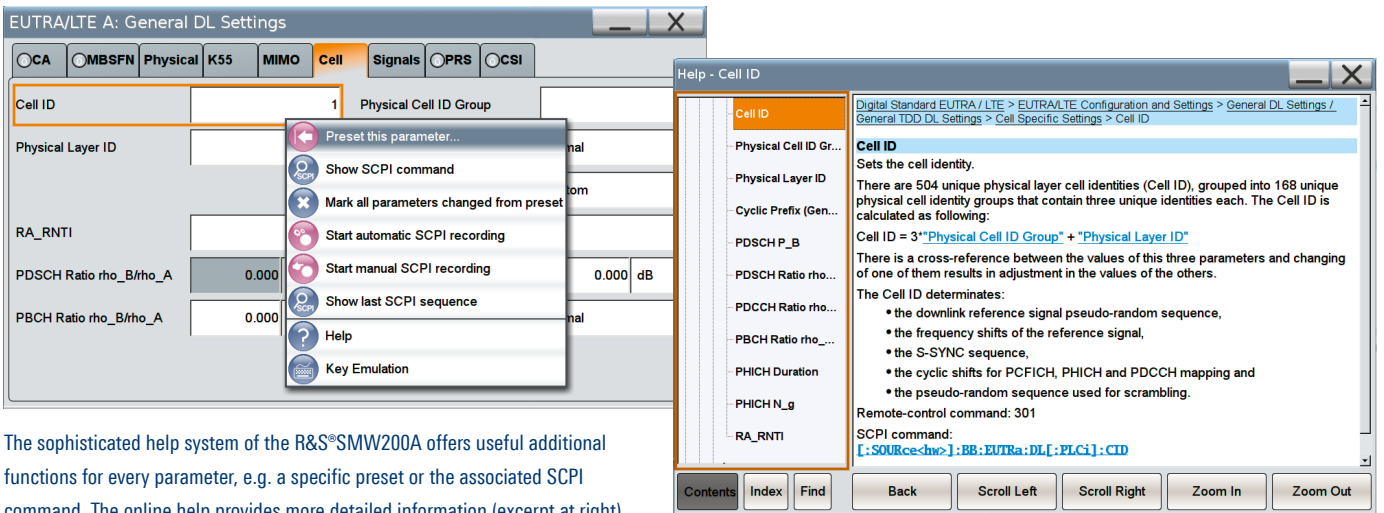 EUTRA/LTE A: General DL Settings
CA MBSFN Physical K55 MIMO Cell Signals PRS CSI
Cell ID 1 Physical Cell ID Group
Physical Layer ID
RA_RNTI
PDSCH Ratio rho_B/rho_A 0.000 0.000 dB
PBCH Ratio rho_B/rho_A 0.000
Preset this parameter...
Show SCPI command
Mark all parameters changed from preset
Start automatic SCPI recording
Start manual SCPI recording
Show last SCPI sequence
Help
Key Emulation
The sophisticated help system of the R&S®SMW200A offers useful additional
functions for every parameter, e.g. a specific preset or the associated SCPI
command. The online help provides more detailed information (excerpt at right).
Help - Cell ID
Cell ID
Physical Cell ID Gr...
Physical Layer ID
Cyclic Prefix (Gen...
PDSCH P_B
PDSCH Ratio rho...
PDCCH Ratio rho...
PBCH Ratio rho_...
PHICH Duration
PHICH N_g
RA_RNTI
Digital Standard EUTRA / LTE > EUTRA/LTE Configuration and Settings > General DL Settings /
General TDD DL Settings > Cell Specific Settings > Cell ID
Cell ID
Sets the cell identity.
There are 504 unique physical layer cell identities (Cell ID), grouped into 168 unique
physical cell identity groups that contain three unique identities each. The Cell ID is
calculated as following:
Cell ID = 3*"Physical Cell ID Group" + "Physical Layer ID"
There is a cross-reference between the values of this three parameters and changing
of one of them results in adjustment in the values of the others.
The Cell ID determinates:
• the downlink reference signal pseudo-random sequence,
• the frequency shifts of the reference signal,
• the S-SYNC sequence,
• the cyclic shifts for PCFICH, PHICH and PDCCH mapping and
• the pseudo-random sequence used for scrambling.
Remote-control command: 301
SCPI command:
[:SOURce<hw>]:BB:EUTRa:DL[:PLCi]:CID
Contents Index Find Back Scroll Left Scroll Right Zoom In Zoom Out